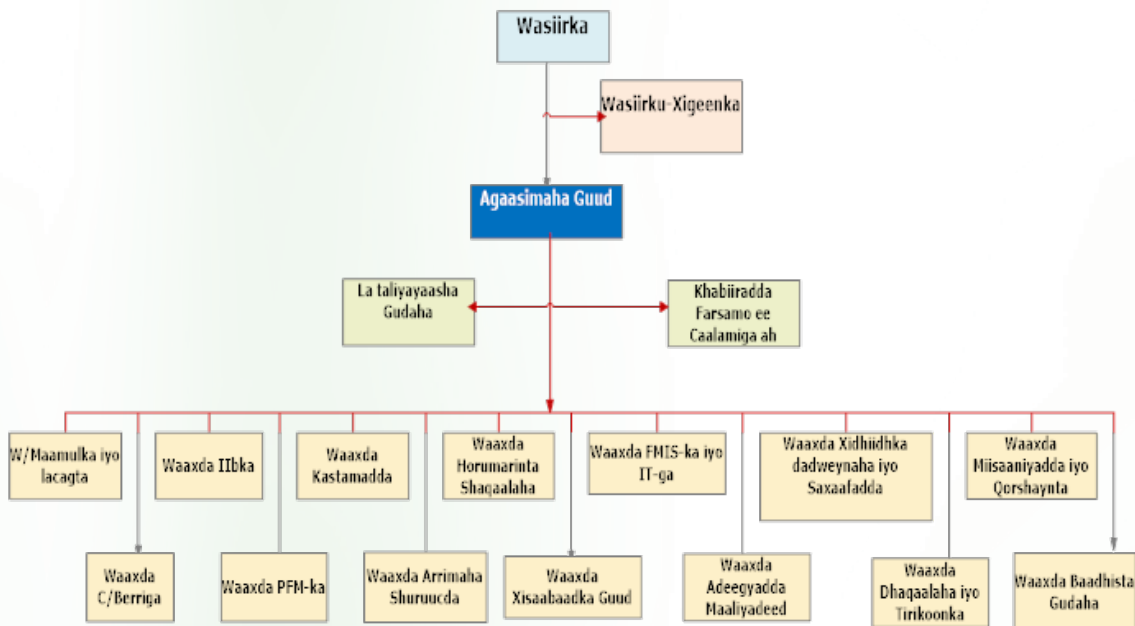 Wasiirka
Wasiirku-Xigeenka
Agaasimaha Guud
La taliyayaasha
Gudaha
Khabiiradda
Farsamo ee
Caalamiga ah
W/Maamulka iyo
lacagta
Waaxda IIbka
Waaxda
Kastamadda
Waaxda
Horumarinta
Shaqaalaha
Waaxda FMIS-ka iyo
IT-ga
Waaxda Xidhiidhka
dadweynaha iyo
Saxaafadda
Waaxda
Miisaaniyadda iyo
Qorshaynta
Waaxda
C/Berriga
Waaxda PFM-ka
Waaxda Arrimaha
Shuruucda
Waaxda
Xisaabaadka Guud
Waaxda
Adeegyadda
Maaliyadeed
Waaxda
Dhaqaalaha iyo
Tirikoonka
Waaxda Baadhista
Gudaha